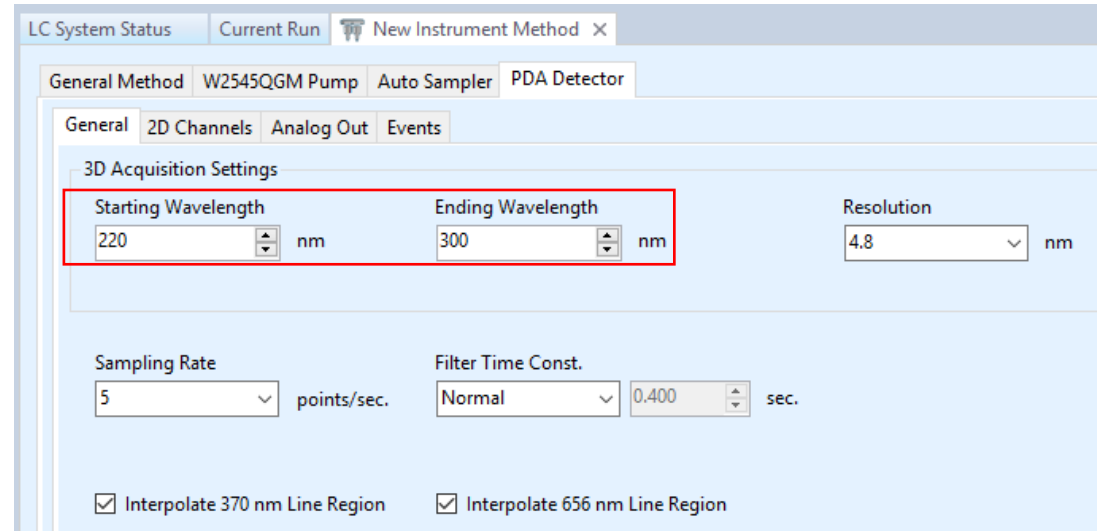 LC System Status Current Run New Instrument Method
General Method W2545QGM Pump Auto Sampler PDA Detector
General 2D Channels Analog Out Events
3D Acquisition Settings
Starting Wavelength Ending Wavelength Resolution
220 nm 300 nm 4.8 nm
Sampling Rate Filter Time Const.
5 points/sec. Normal 0.400 sec.
Interpolate 370 nm Line Region Interpolate 656 nm Line Region